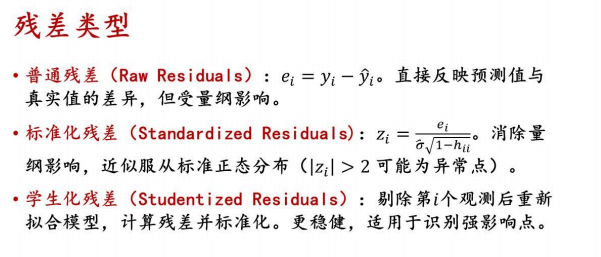 残差类型
• 普通残差（Raw Residuals）：$e_i = y_i - \hat{y}_i$。直接反映预测值与
真实值的差异，但受量纲影响。
• 标准化残差（Standardized Residuals)：$z_i = \frac{e_i}{\hat{\sigma}\sqrt{1-h_{ii}}}$。消除量
纲影响，近似服从标准正态分布（$|z_i| > 2$ 可能为异常点）。
• 学生化残差（Studentized Residuals）：剔除第$i$个观测后重新
拟合模型，计算残差并标准化。更稳健，适用于识别强影响点。